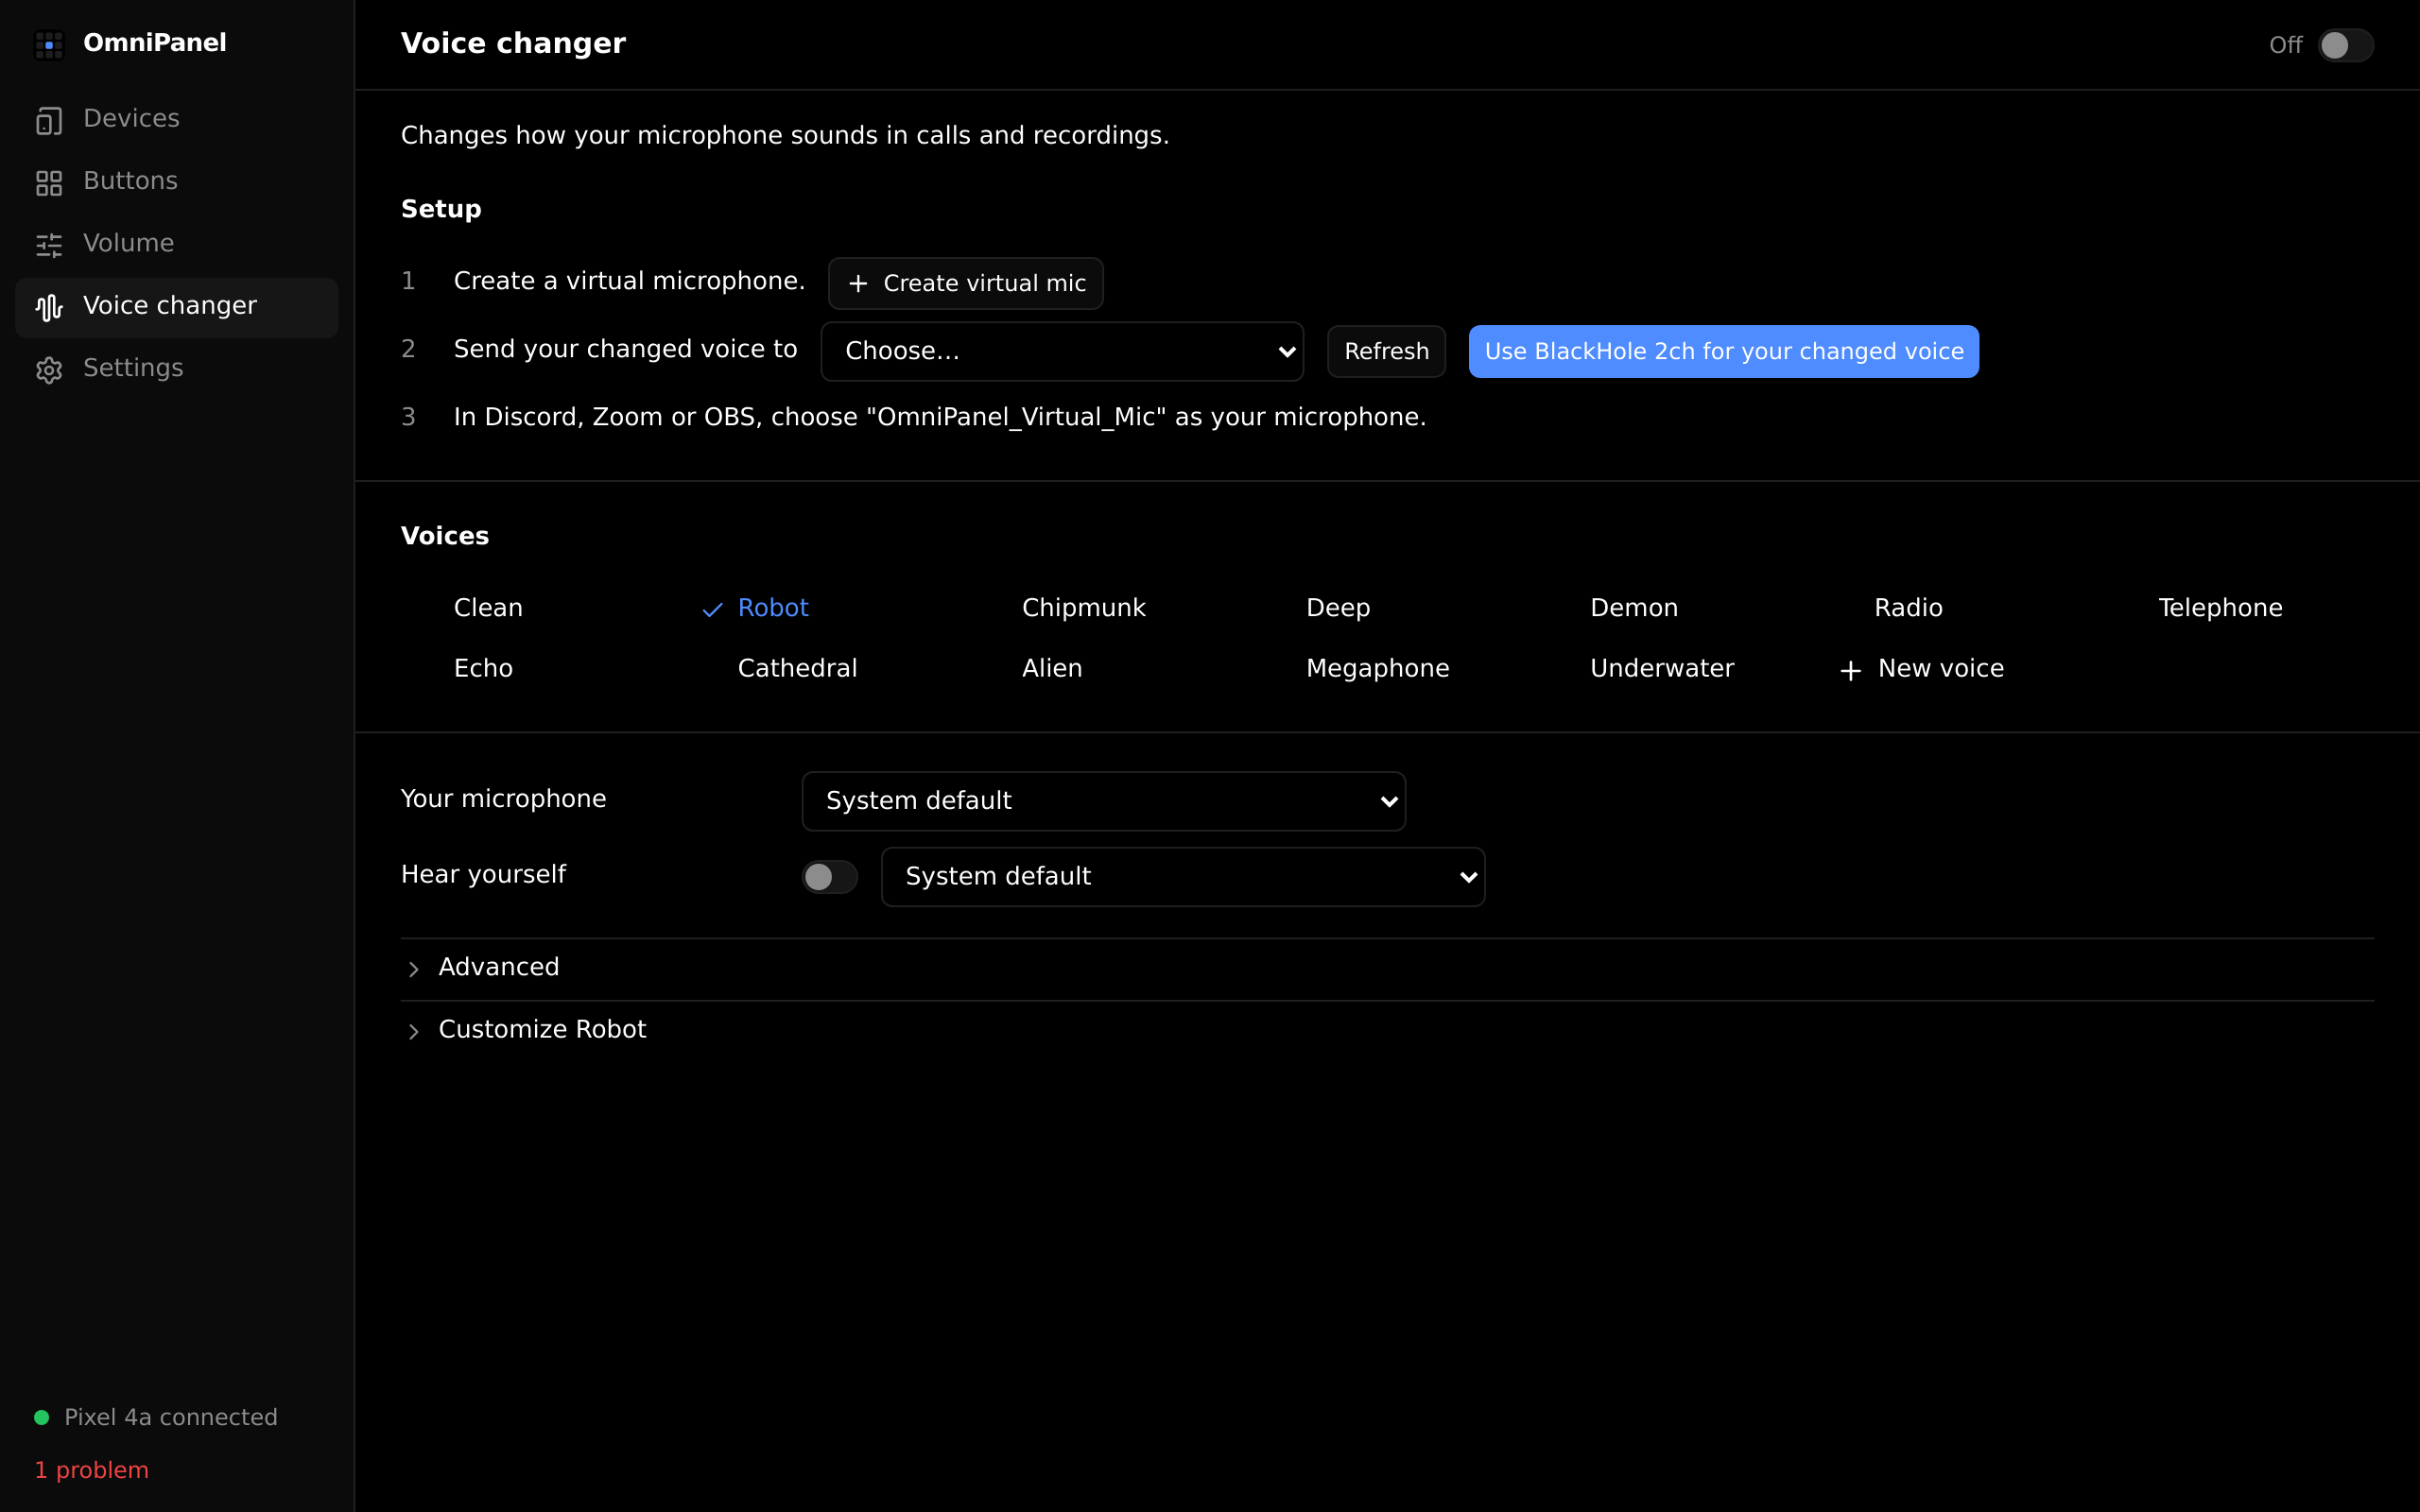 OmniPanel
Devices
Buttons
Volume
Voice changer
Settings
Pixel 4a connected
1 problem
Voice changer
Off
Changes how your microphone sounds in calls and recordings.
Setup
1 Create a virtual microphone. + Create virtual mic
2 Send your changed voice to Choose... Refresh Use BlackHole 2ch for your changed voice
3 In Discord, Zoom or OBS, choose "OmniPanel_Virtual_Mic" as your microphone.
Voices
Clean Robot Chipmunk Deep Demon Radio Telephone
Echo Cathedral Alien Megaphone Underwater + New voice
Your microphone System default
Hear yourself System default
Advanced
Customize Robot